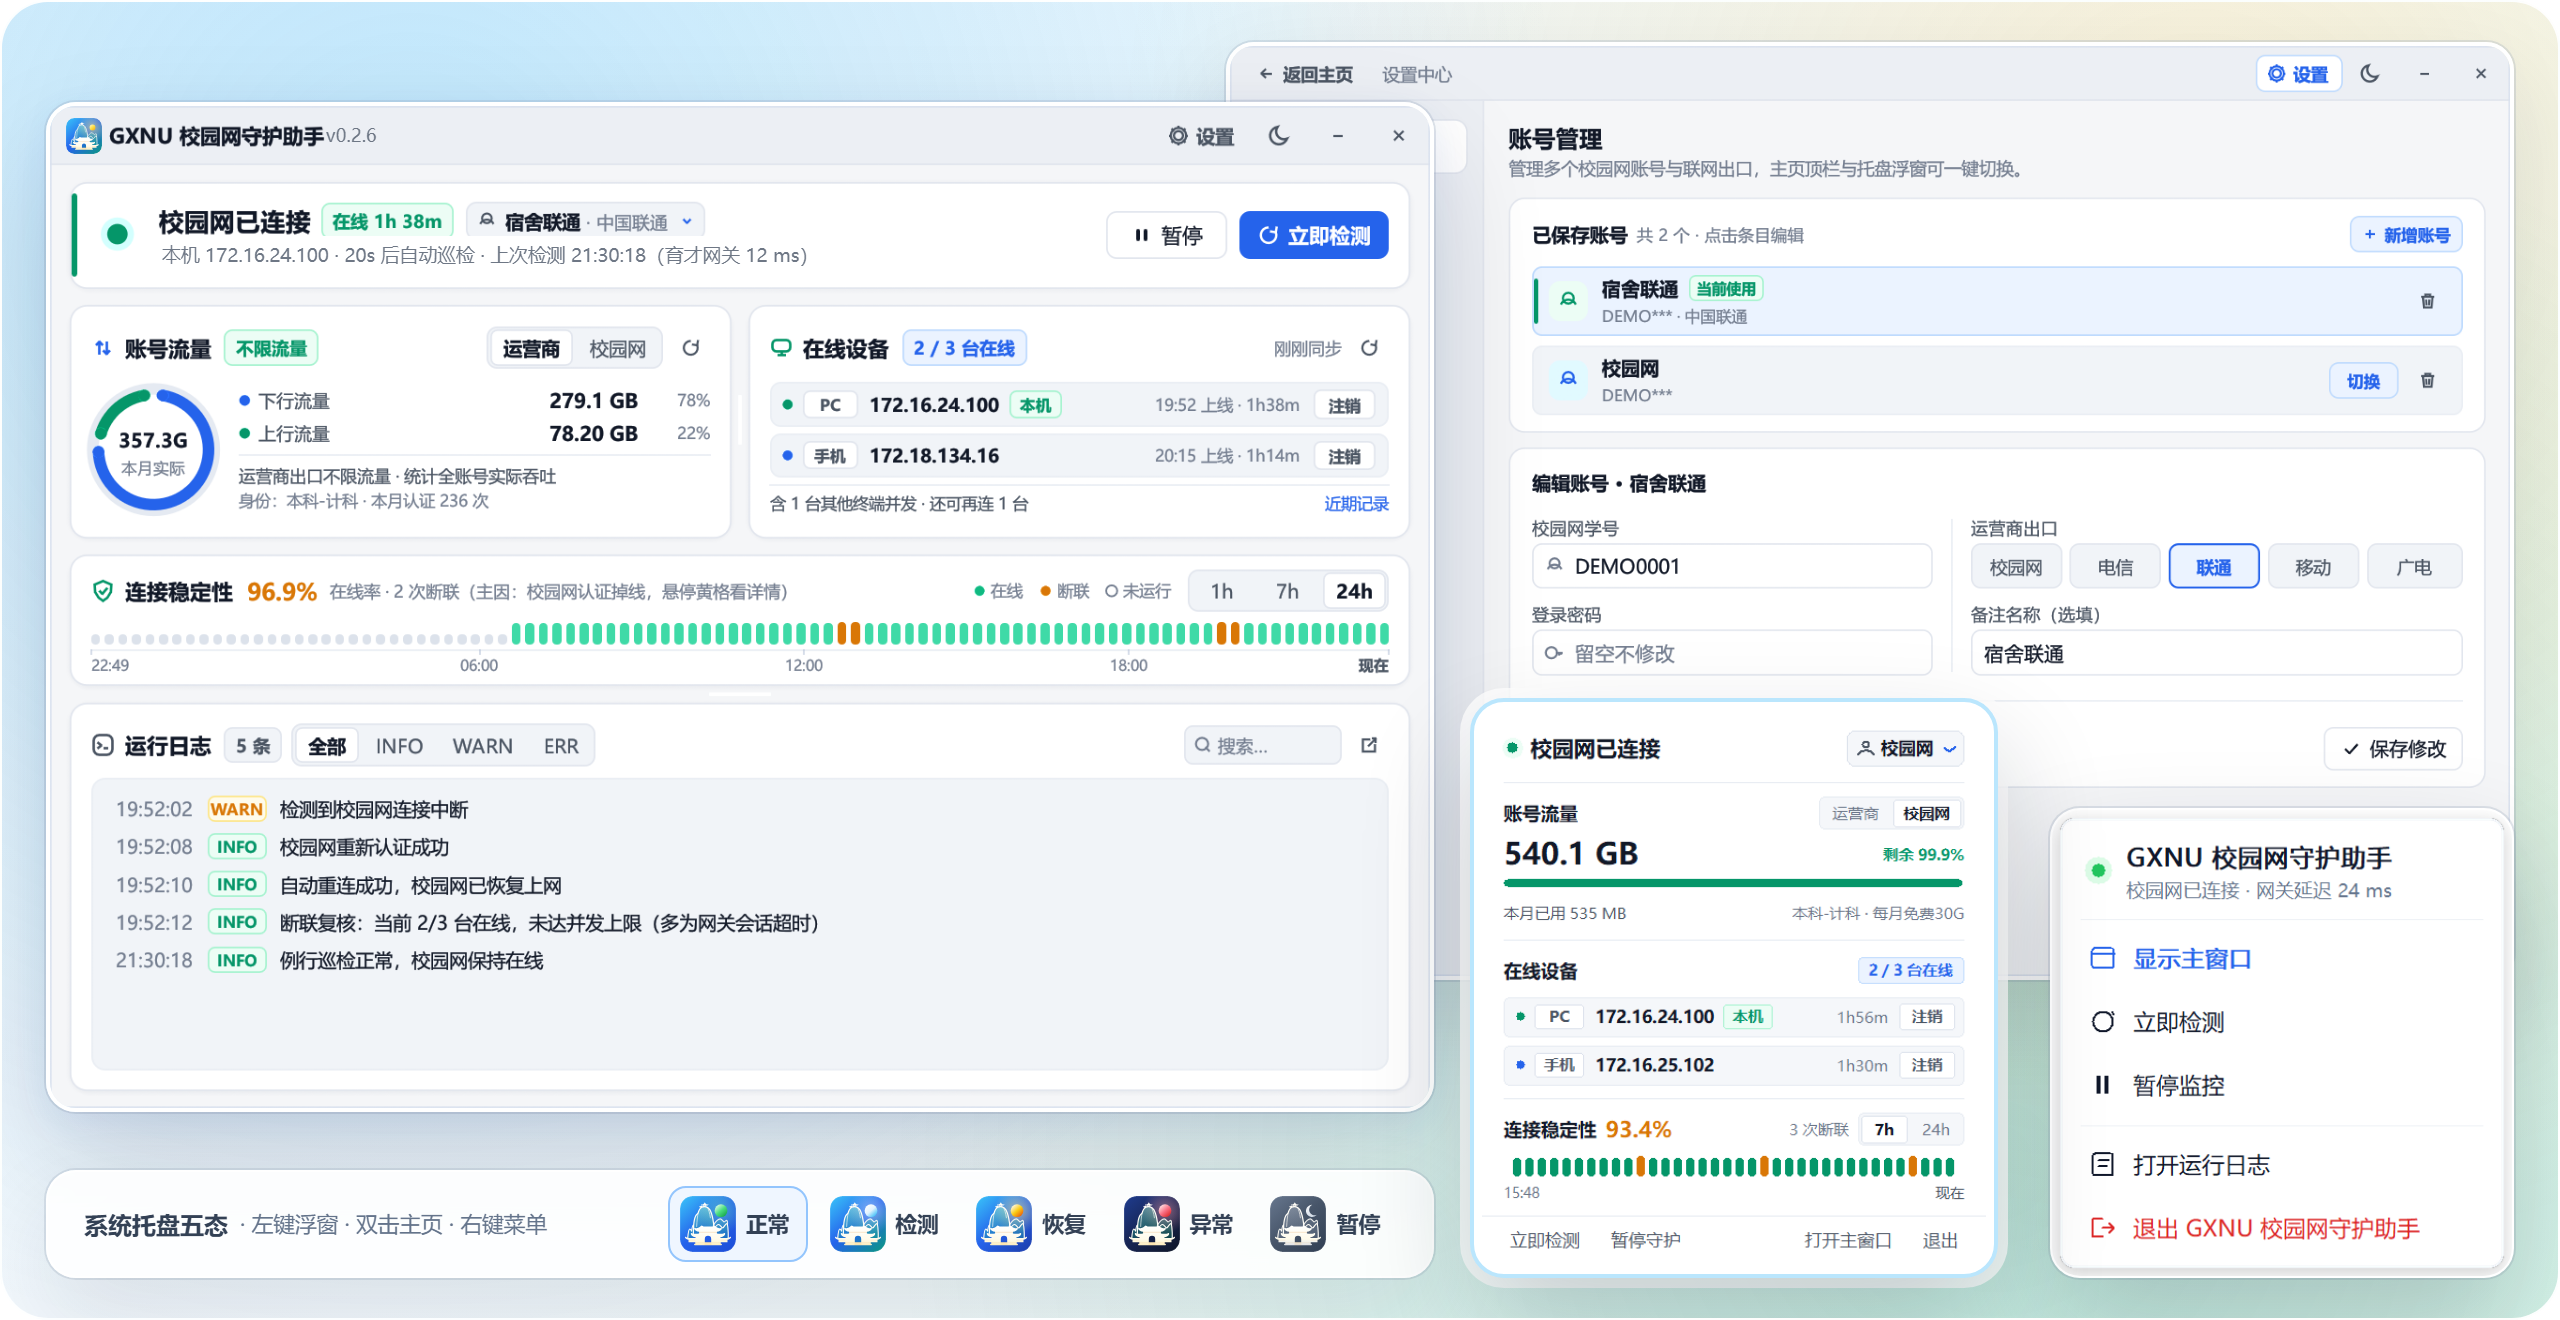 GXNU 校园网守护助手 v0.2.6
设置
校园网已连接 在线 1h 38m 宿舍联通 · 中国联通
本机 172.16.24.100 · 20s 后自动巡检 · 上次检测 21:30:18（育才网关 12 ms）
暂停 立即检测
账号流量 不限流量 运营商 校园网
357.3G
本月实际
下行流量 279.1 GB 78%
上行流量 78.20 GB 22%
运营商出口不限流量 · 统计全账号实际吞吐
身份：本科-计科 · 本月认证 236 次
在线设备 2 / 3 台在线 刚刚同步
PC 172.16.24.100 本机 19:52 上线 · 1h38m 注销
手机 172.18.134.16 20:15 上线 · 1h14m 注销
含 1 台其他终端并发 · 还可再连 1 台 近期记录
连接稳定性 96.9% 在线率 · 2 次断联（主因：校园网认证掉线，悬停黄格看详情） 在线 断联 未运行 1h 7h 24h
22:49 06:00 12:00 18:00 现在
运行日志 5 条 全部 INFO WARN ERR 搜索...
19:52:02 WARN 检测到校园网连接中断
19:52:08 INFO 校园网重新认证成功
19:52:10 INFO 自动重连成功，校园网已恢复上网
19:52:12 INFO 断联复核：当前 2/3 台在线，未达并发上限（多为网关会话超时）
21:30:18 INFO 例行巡检正常，校园网保持在线
系统托盘五态 · 左键浮窗 · 双击主页 · 右键菜单 正常 检测 恢复 异常 暂停
返回主页 设置中心 设置
账号管理
管理多个校园网账号与联网出口，主页顶栏与托盘浮窗可一键切换。
已保存账号 共 2 个 · 点击条目编辑 + 新增账号
宿舍联通 当前使用
DEMO*** · 中国联通
校园网
DEMO***
切换
编辑账号 • 宿舍联通
校园网学号
DEMO0001
登录密码
留空不修改
运营商出口
校园网 电信 联通 移动 广电
备注名称（选填）
宿舍联通
保存修改
校园网已连接 校园网
账号流量 运营商 校园网
540.1 GB 剩余 99.9%
本月已用 535 MB 本科-计科 · 每月免费30G
在线设备 2 / 3 台在线
PC 172.16.24.100 本机 1h56m 注销
手机 172.16.25.102 1h30m 注销
连接稳定性 93.4% 3 次断联 7h 24h
15:48 现在
立即检测 暂停守护 打开主窗口 退出
GXNU 校园网守护助手
校园网已连接 · 网关延迟 24 ms
显示主窗口
立即检测
暂停监控
打开运行日志
退出 GXNU 校园网守护助手